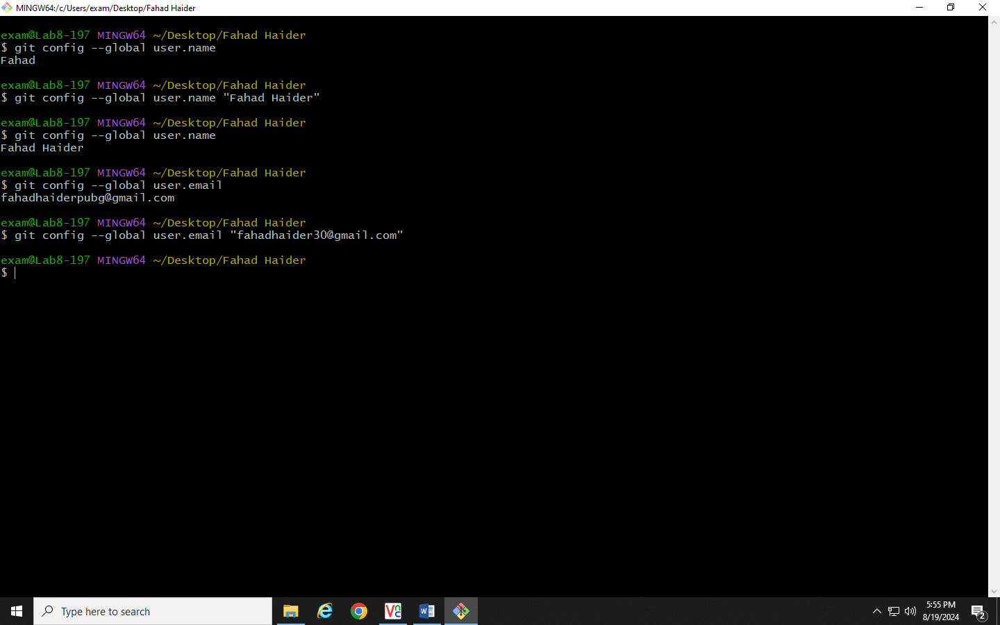 MINGW64:/c/Users/exam/Desktop/Fahad Haider
exam@Lab8-197 MINGW64 ~/Desktop/Fahad Haider
$ git config --global user.name
Fahad
exam@Lab8-197 MINGW64 ~/Desktop/Fahad Haider
$ git config --global user.name "Fahad Haider"
exam@Lab8-197 MINGW64 ~/Desktop/Fahad Haider
$ git config --global user.name
Fahad Haider
exam@Lab8-197 MINGW64 ~/Desktop/Fahad Haider
$ git config --global user.email
fahadhaiderpubg@gmail.com
exam@Lab8-197 MINGW64 ~/Desktop/Fahad Haider
$ git config --global user.email "fahadhaider30@gmail.com"
exam@Lab8-197 MINGW64 ~/Desktop/Fahad Haider
$
Type here to search
5:55 PM
8/19/2024
2